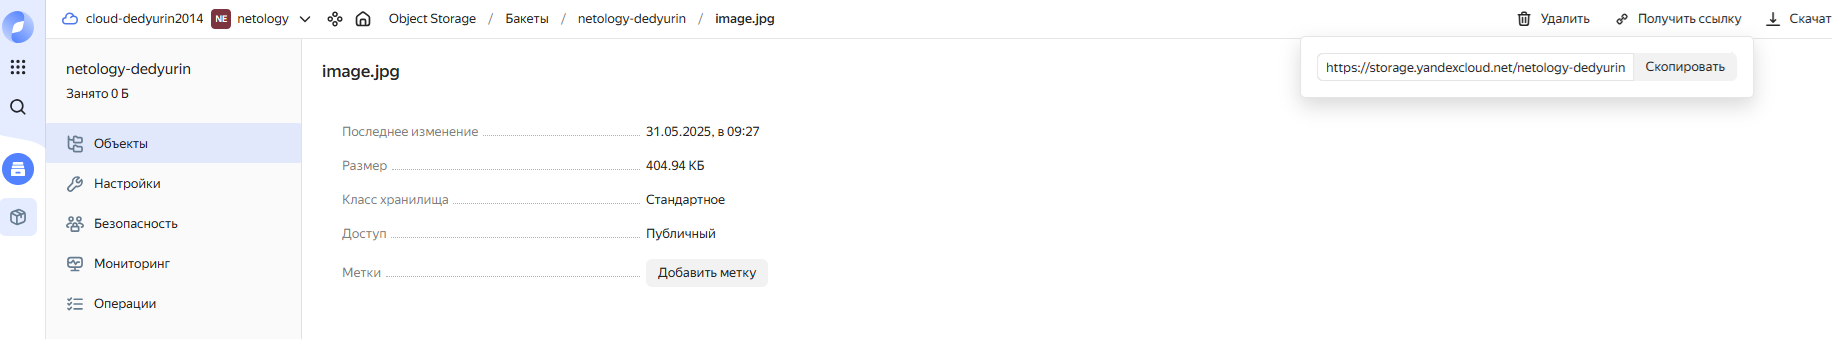 cloud-dedyurin2014 NE netology Object Storage / Бакеты / netology-dedyurin / image.jpg Удалить Получить ссылку Скачат
netology-dedyurin
Занято 0 Б
Объекты
Настройки
Безопасность
Мониторинг
Операции
image.jpg
https://storage.yandexcloud.net/netology-dedyurin Скопировать
Последнее изменение 31.05.2025, в 09:27
Размер 404.94 КБ
Класс хранилища Стандартное
Доступ Публичный
Метки Добавить метку